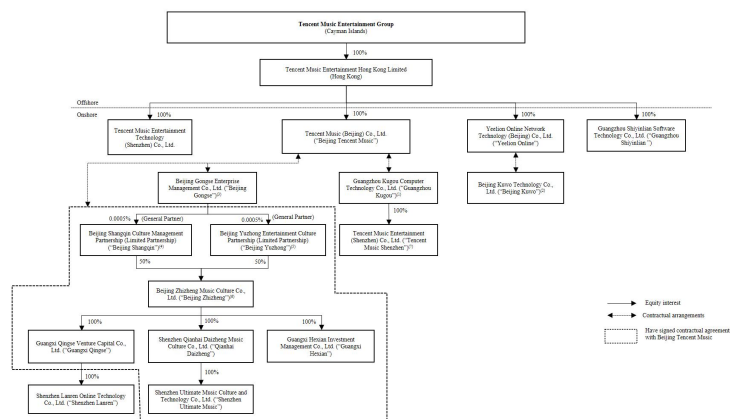 Tencent Music Entertainment Group
(Cayman Islands)
100%
Tencent Music Entertainment Hong Kong Limited
(Hong Kong)
Offshore
Onshore
100%
100%
100%
100%
Tencent Music Entertainment
Technology
(Shenzhen) Co., Ltd.
Tencent Music (Beijing) Co., Ltd.
("Beijing Tencent Music")
Yeelion Online Network
Technology (Beijing) Co., Ltd.
("Yeelion Online")
Guangzhou Shiyinlian Software
Technology Co., Ltd. ("Guangzhou
Shiyinlian ")
Beijing Gongse Enterprise
Management Co., Ltd. ("Beijing
Gongse")
Guangzhou Kugou Computer
Technology Co., Ltd. ("Guangzhou
Kugou")(1)
Beijing Kuwo Technology Co.,
Ltd. ("Beijing Kuwo")(2)
0.0005%
(General Partner)
0.0005%
(General Partner)
100%
Beijing Shangqin Culture Management
Partnership (Limited Partnership)
("Beijing Shangqin")(4)
Beijing Yuzhong Entertainment Culture
Partnership (Limited Partnership)
("Beijing Yuzhong")
Tencent Music Entertainment
(Shenzhen) Co., Ltd. ("Tencent
Music Shenzhen")
50%
50%
Beijing Zhizheng Music Culture Co.,
Ltd. ("Beijing Zhizheng")
100%
100%
100%
Guangxi Qingse Venture Capital Co.,
Ltd. ("Guangxi Qingse")
Shenzhen Qianhai Daizheng Music
Culture Co., Ltd. ("Qianhai
Daizheng")
Guangxi Hexian Investment
Management Co., Ltd. ("Guangxi
Hexian")
100%
100%
Shenzhen Lanren Online Technology
Co., Ltd. ("Shenzhen Lanren")
Shenzhen Ultimate Music Culture and
Technology Co., Ltd. ("Shenzhen
Ultimate Music")
Equity interest
Contractual arrangements
Have signed contractual agreement
with Beijing Tencent Music